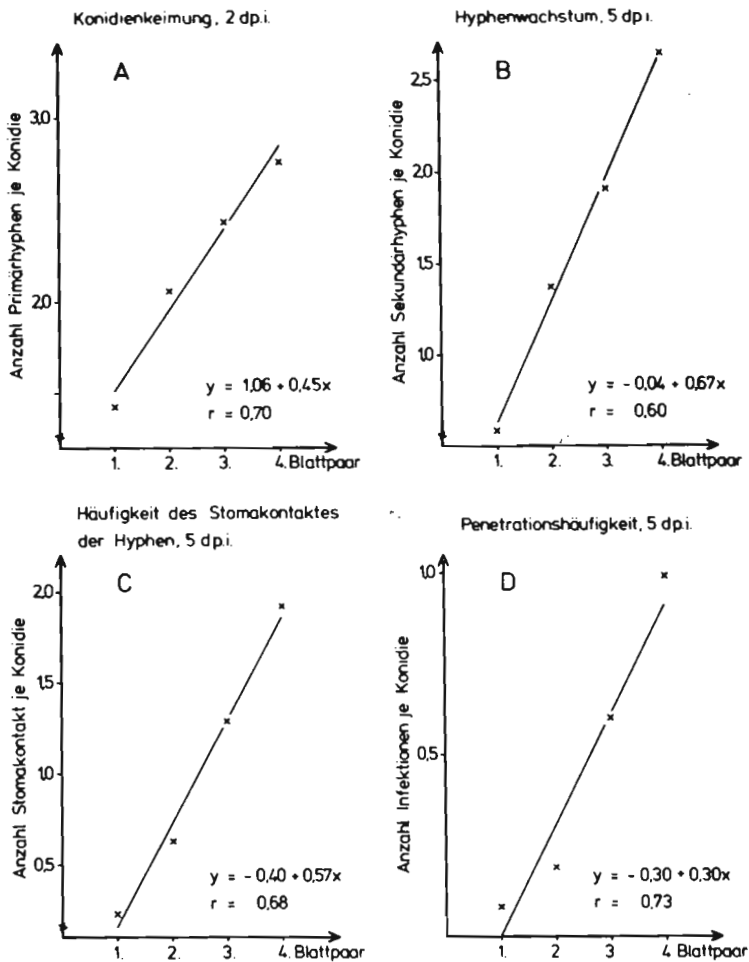 Konidienkeimung, 2 dp.i.
A
Anzahl Primärhyphen je Konidie
3,0
2,0
y = 1,06 + 0,45x
r = 0,70
1. 2. 3. 4. Blattpaar
Hyphenwachstum, 5 dp.i.
B
Anzahl Sekundärhyphen je Konidie
2,5
2,0
1,5
1,0
y = - 0,04 + 0,67x
r = 0,60
1. 2. 3. 4. Blattpaar
Häufigkeit des Stomakontaktes
der Hyphen, 5 dp.i.
C
Anzahl Stomakontakt je Konidie
2,0
1,5
1,0
0,5
y = - 0,40 + 0,57x
r = 0,68
1. 2. 3. 4. Blattpaar
Penetrationshäufigkeit, 5 dp.i.
D
Anzahl Infektionen je Konidie
1,0
0,5
y = - 0,30 + 0,30x
r = 0,73
1. 2. 3. 4. Blattpaar